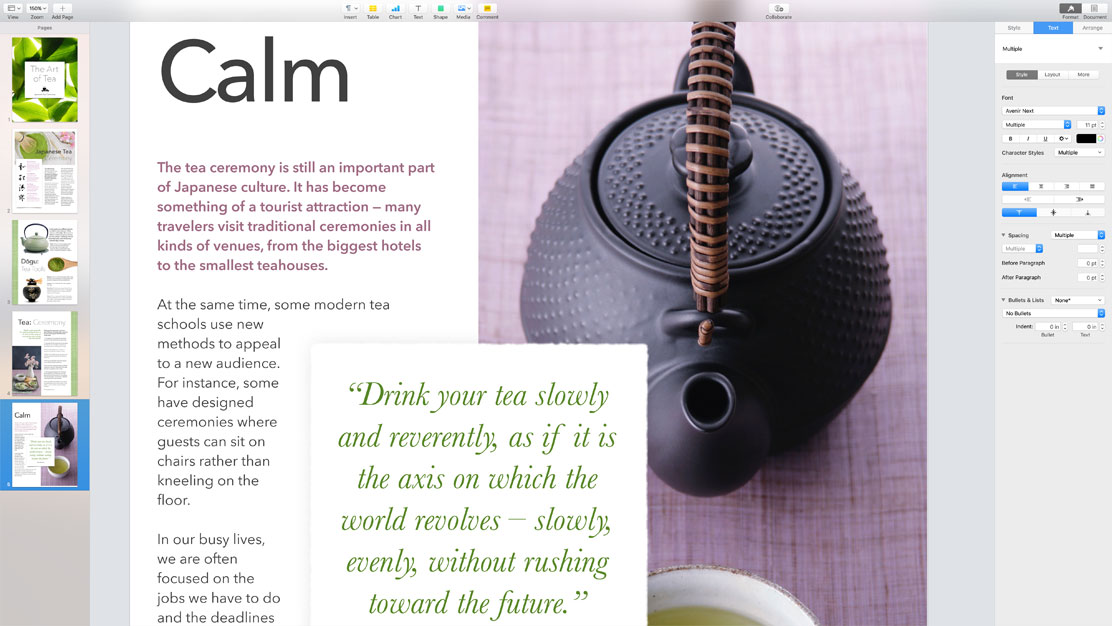 150%
View
Zoom
Add Page
Insert
Table
Chart
Text
Shape
Media
Comment
Collaborate
Format
Document
Pages
The Art
of Tea
1
Japanese Tea
2
Dōgu:
Tea Tools
3
Tea: Ceremony
4
Calm
5
Calm
The tea ceremony is still an important part
of Japanese culture. It has become
something of a tourist attraction – many
travelers visit traditional ceremonies in all
kinds of venues, from the biggest hotels
to the smallest teahouses.
At the same time, some modern tea
schools use new
methods to appeal
to a new audience.
For instance, some
have designed
ceremonies where
guests can sit on
chairs rather than
kneeling on the
floor.
In our busy lives,
we are often
focused on the
jobs we have to do
and the deadlines
“Drink your tea slowly
and reverently, as if it is
the axis on which the
world revolves – slowly,
evenly, without rushing
toward the future.”
Style
Text
Arrange
Multiple
Style
Layout
More
Font
Avenir Next
Multiple
11 pt
B I U
Character Styles
Multiple
Alignment
Spacing
Multiple
Multiple
Before Paragraph
0 pt
After Paragraph
0 pt
Bullets & Lists
None*
No Bullets
Indent:
0 in
0 in
Bullet
Text